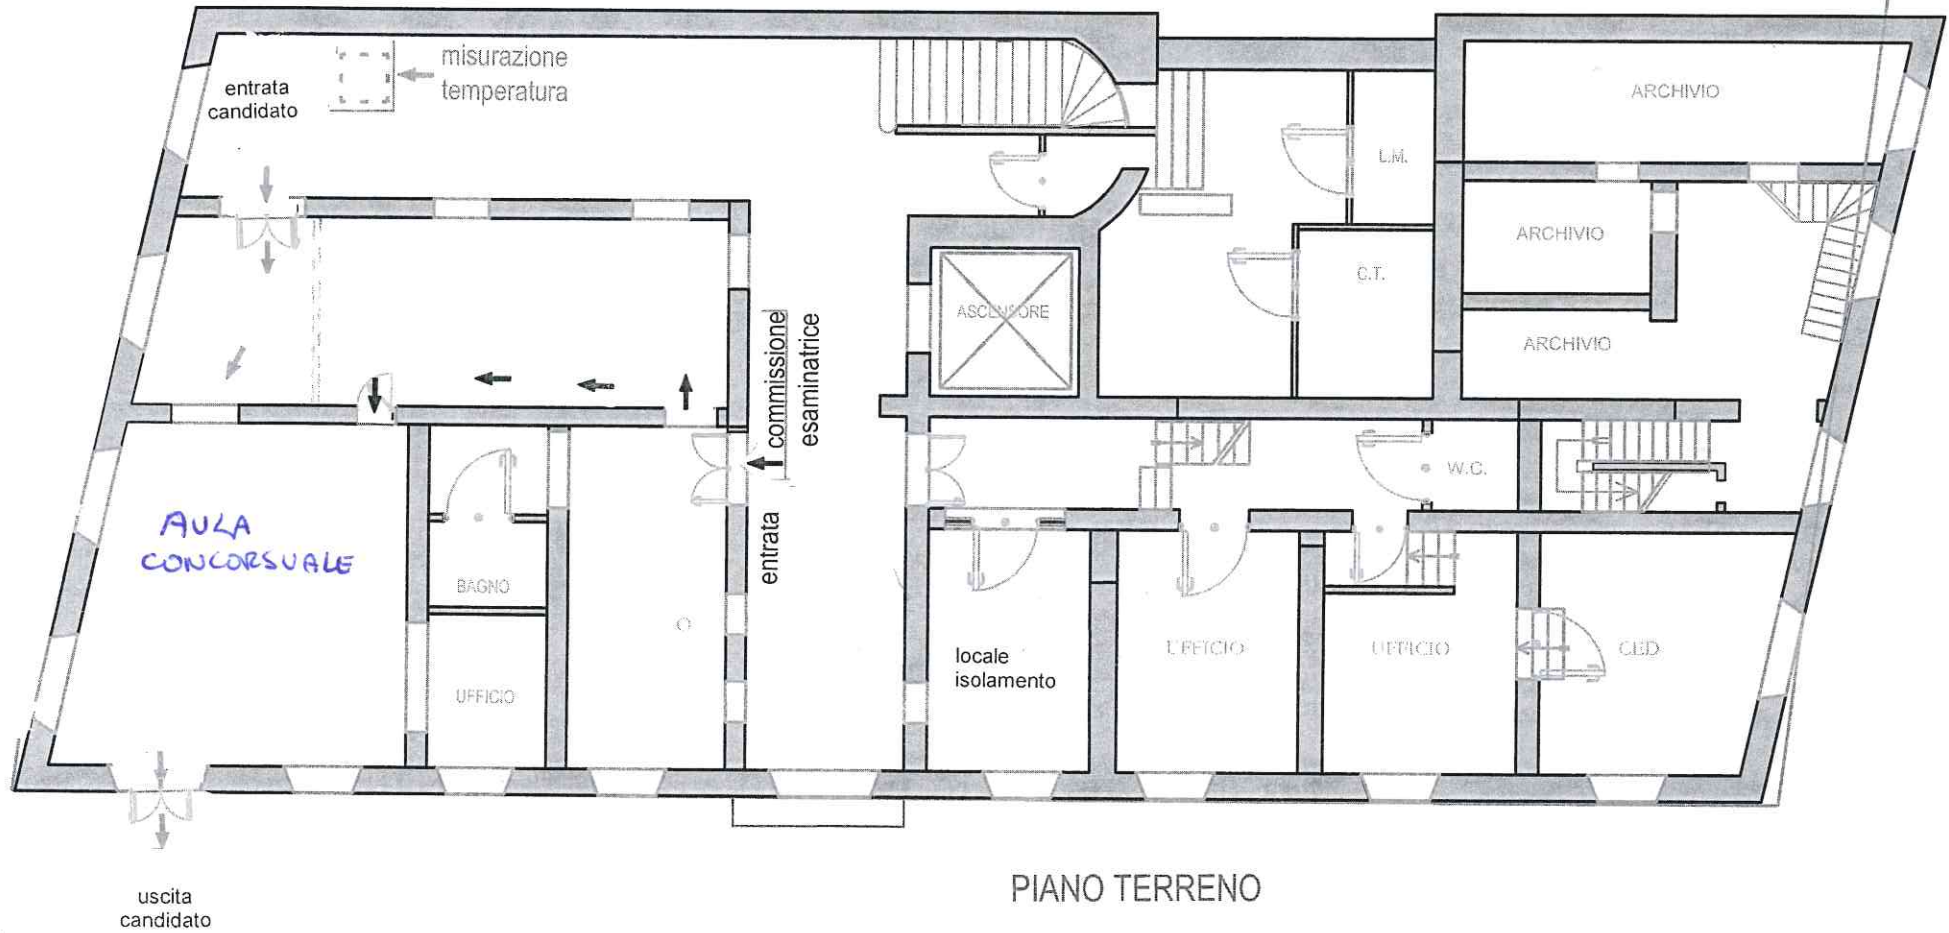 misurazione
temperatura
entrata
candidato
ARCHIVIO
L.M.
ARCHIVIO
C.T.
ASCENSORE
ARCHIVIO
commissione
esaminatrice
entrata
W.C.
AULA
CONCORSUALE
BAGNO
UFFICIO
locale
isolamento
UFFICIO
UFFICIO
CED
PIANO TERRENO
uscita
candidato